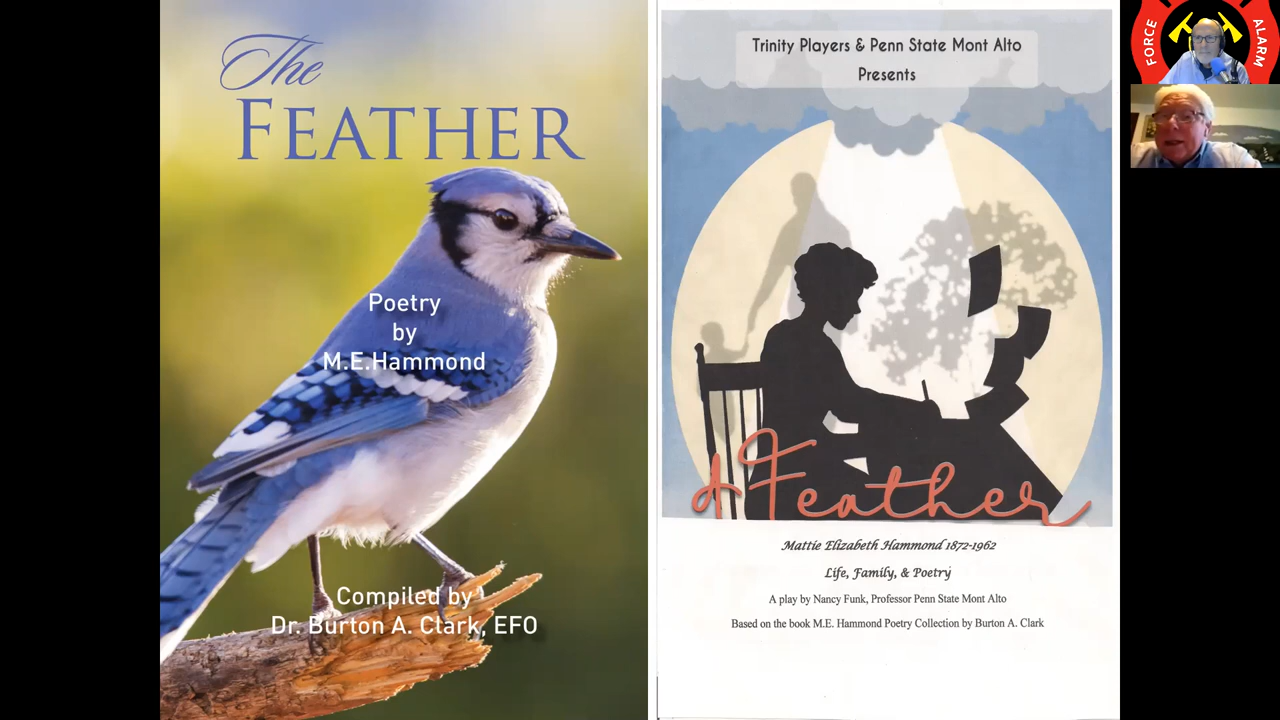 The
FEATHER
Poetry
by
M.E.Hammond
Compiled by
Dr. Burton A. Clark, EFO
Trinity Players & Penn State Mont Alto
Presents
A Feather
Mattie Elizabeth Hammond 1872-1962
Life, Family, & Poetry
A play by Nancy Funk, Professor Penn State Mont Alto
Based on the book M.E. Hammond Poetry Collection by Burton A. Clark
FORCE
ALARM